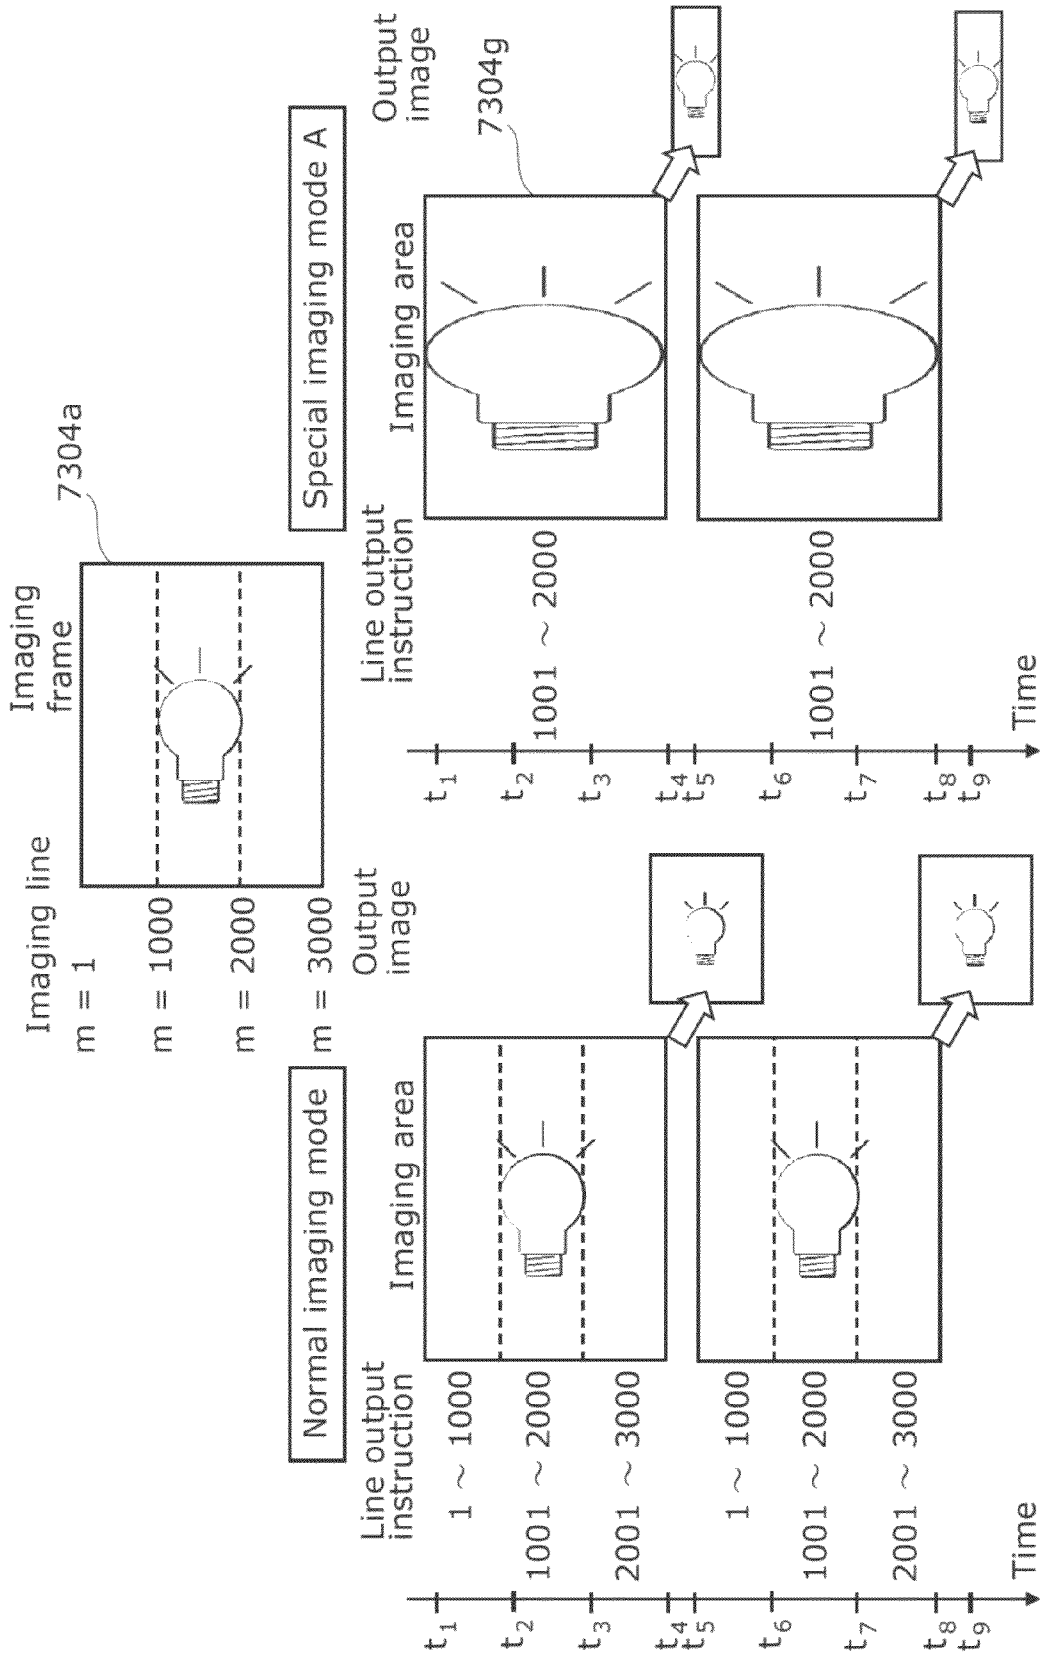 Imaging line
Imaging
frame
7304a
m = 1
m = 1000
m = 2000
m = 3000
Normal imaging mode
Line output
instruction
Imaging area
Output
image
t1
t2
t3
t4
t5
t6
t7
t8
t9
1 ~ 1000
1001 ~ 2000
2001 ~ 3000
1 ~ 1000
1001 ~ 2000
2001 ~ 3000
Time
Special imaging mode A
Line output
instruction
Imaging area
Output
image
7304g
t1
t2
t3
t4
t5
t6
t7
t8
t9
1001 ~ 2000
1001 ~ 2000
Time